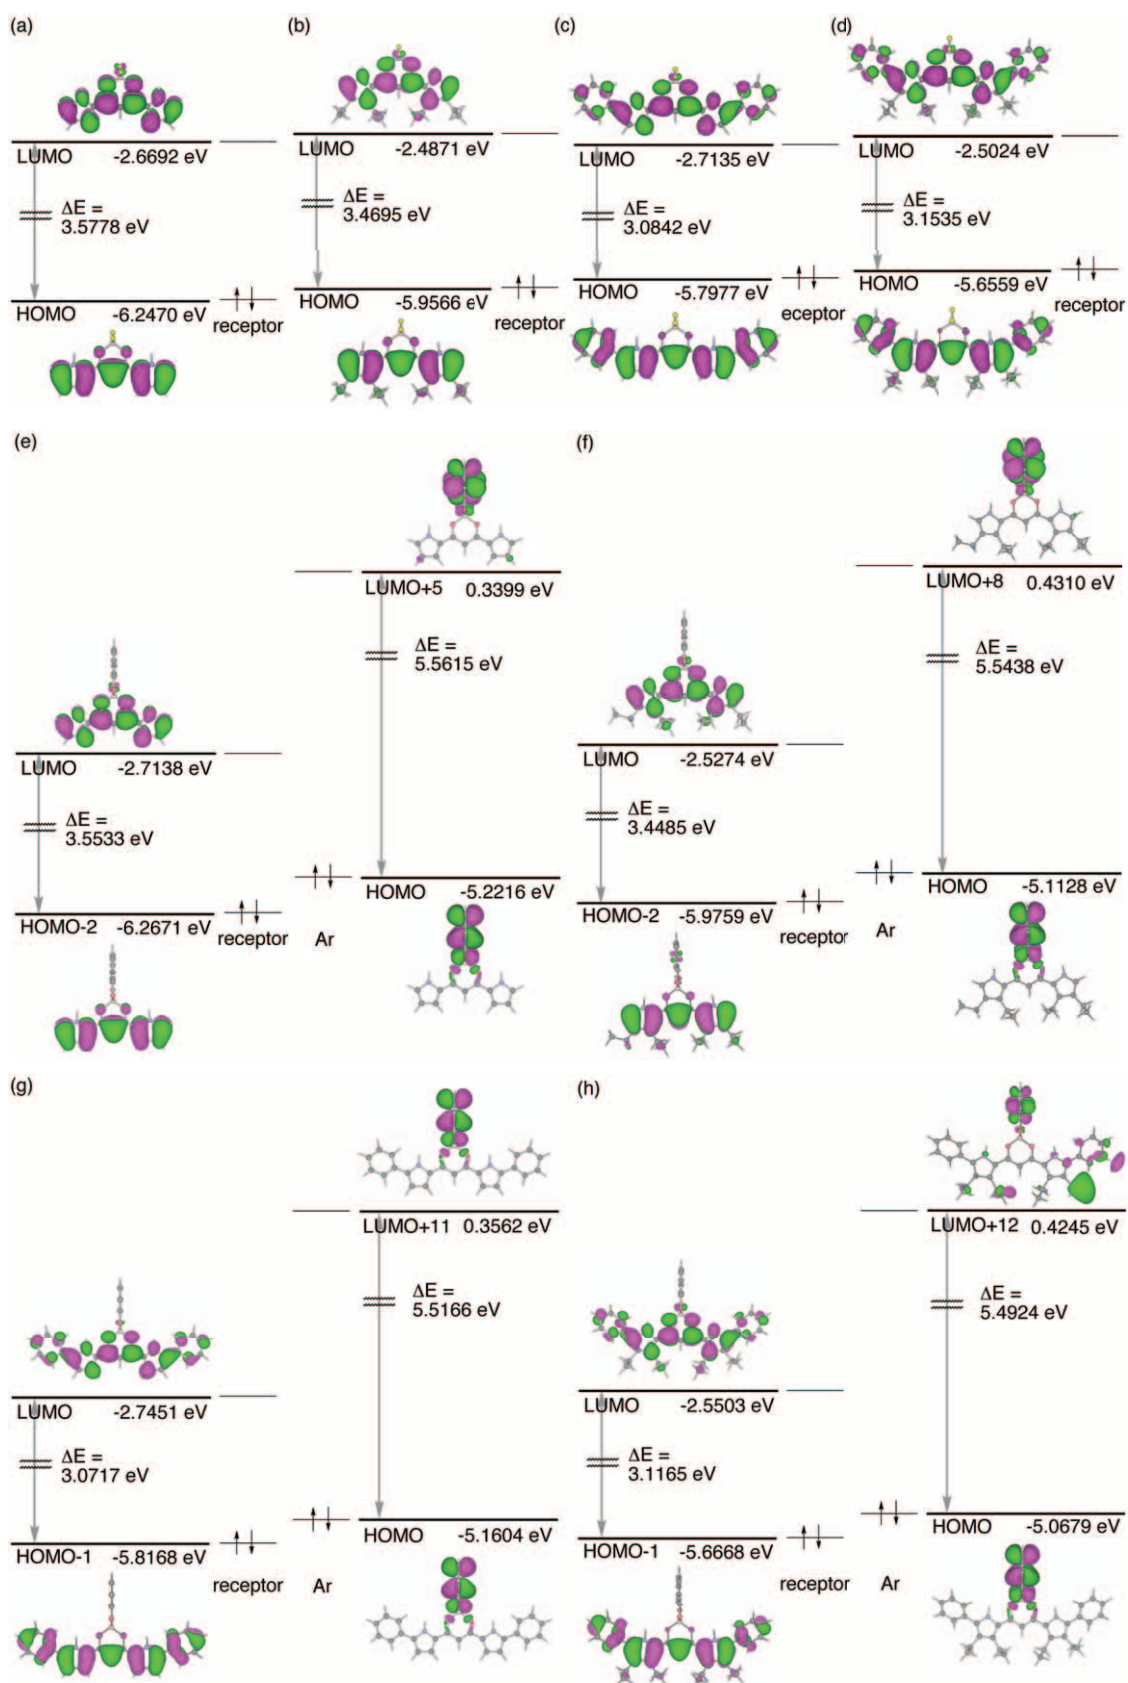 (a)
LUMO -2.6692 eV
ΔE =
3.5778 eV
HOMO -6.2470 eV
receptor
(b)
LUMO -2.4871 eV
ΔE =
3.4695 eV
HOMO -5.9566 eV
receptor
(c)
LUMO -2.7135 eV
ΔE =
3.0842 eV
HOMO -5.7977 eV
eceptor
(d)
LUMO -2.5024 eV
ΔE =
3.1535 eV
HOMO -5.6559 eV
receptor
(e)
LUMO+5 0.3399 eV
ΔE =
5.5615 eV
LUMO -2.7138 eV
ΔE =
3.5533 eV
HOMO -5.2216 eV
HOMO-2 -6.2671 eV
receptor
Ar
(f)
LUMO+8 0.4310 eV
ΔE =
5.5438 eV
LUMO -2.5274 eV
ΔE =
3.4485 eV
HOMO -5.1128 eV
HOMO-2 -5.9759 eV
receptor
Ar
(g)
LUMO+11 0.3562 eV
ΔE =
5.5166 eV
LUMO -2.7451 eV
ΔE =
3.0717 eV
HOMO -5.1604 eV
HOMO-1 -5.8168 eV
receptor
Ar
(h)
LUMO+12 0.4245 eV
ΔE =
5.4924 eV
LUMO -2.5503 eV
ΔE =
3.1165 eV
HOMO -5.0679 eV
HOMO-1 -5.6668 eV
receptor
Ar